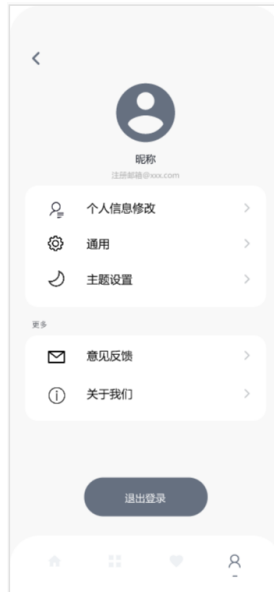 昵称
注册邮箱@xxx.com
个人信息修改
通用
主题设置
更多
意见反馈
关于我们
退出登录